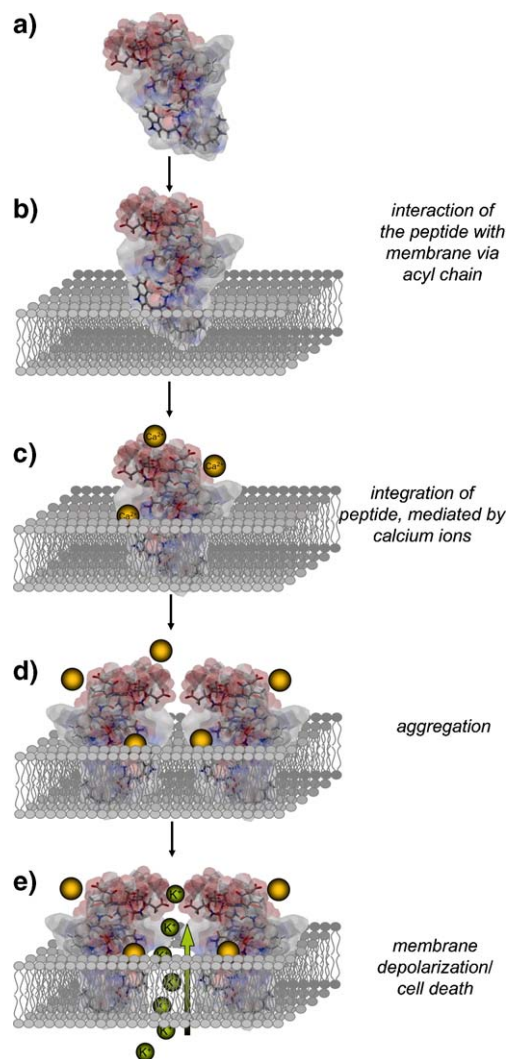 a)
b)
interaction of
the peptide with
membrane via
acyl chain
c)
integration of
peptide, mediated by
calcium ions
d)
aggregation
e)
K⁺
K⁺
K⁺
K⁺
K⁺
K⁺
K⁺
membrane
depolarization/
cell death